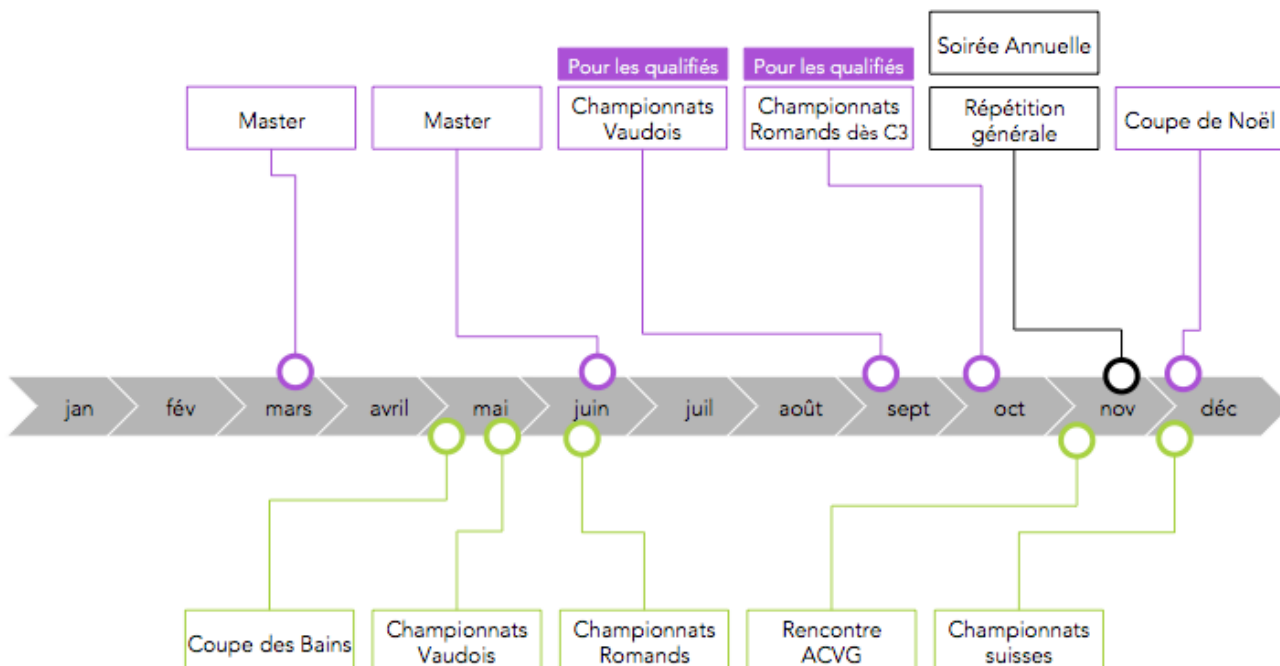 Soirée Annuelle
Pour les qualifiés
Pour les qualifiés
Master
Master
Championnats
Vaudois
Championnats
Romands dès C3
Répétition
générale
Coupe de Noël
jan
fév
mars
avril
mai
juin
juil
août
sept
oct
nov
déc
Coupe des Bains
Championnats
Vaudois
Championnats
Romands
Rencontre
ACVG
Championnats
suisses